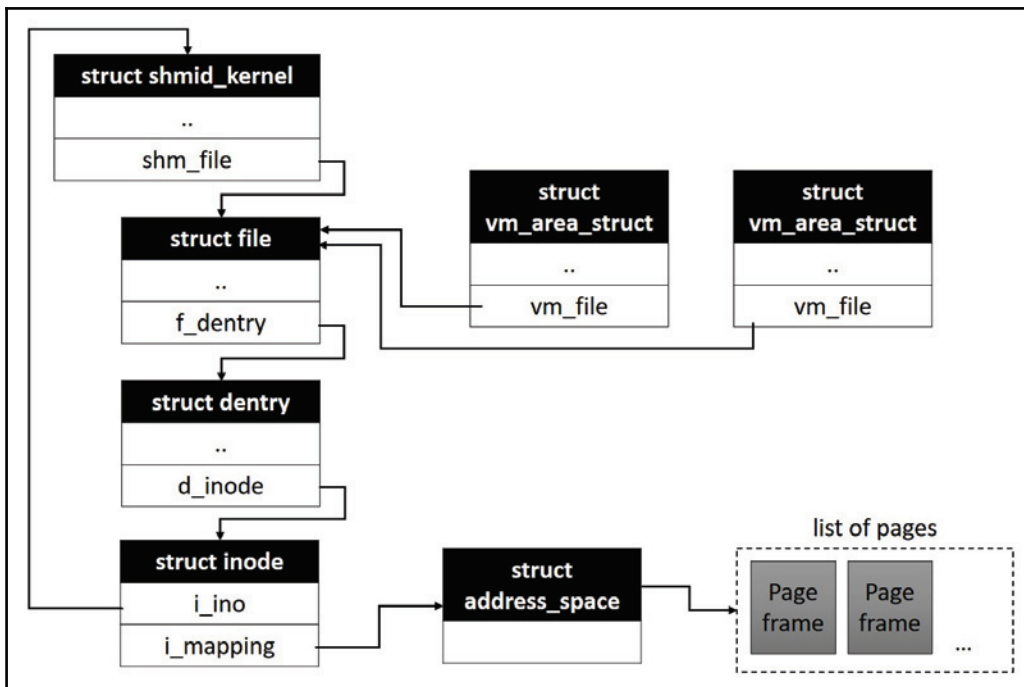 struct shmid_kernel
..
shm_file
struct file
..
f_dentry
struct
vm_area_struct
..
vm_file
struct
vm_area_struct
..
vm_file
struct dentry
..
d_inode
struct inode
i_ino
i_mapping
struct
address_space
list of pages
Page
frame
Page
frame
...